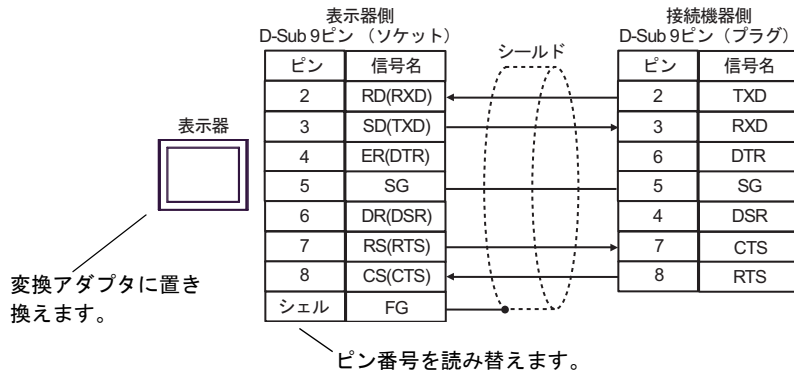 表示器側
D-Sub 9ピン （ソケット）
接続機器側
D-Sub 9ピン（プラグ）
シールド
ピン 信号名 ピン 信号名
2 RD(RXD) 2 TXD
表示器
3 SD(TXD) 3 RXD
4 ER(DTR) 6 DTR
5 SG 5 SG
6 DR(DSR) 4 DSR
7 RS(RTS) 7 CTS
8 CS(CTS) 8 RTS
シェル FG
変換アダプタに置き
換えます。
ピン番号を読み替えます。